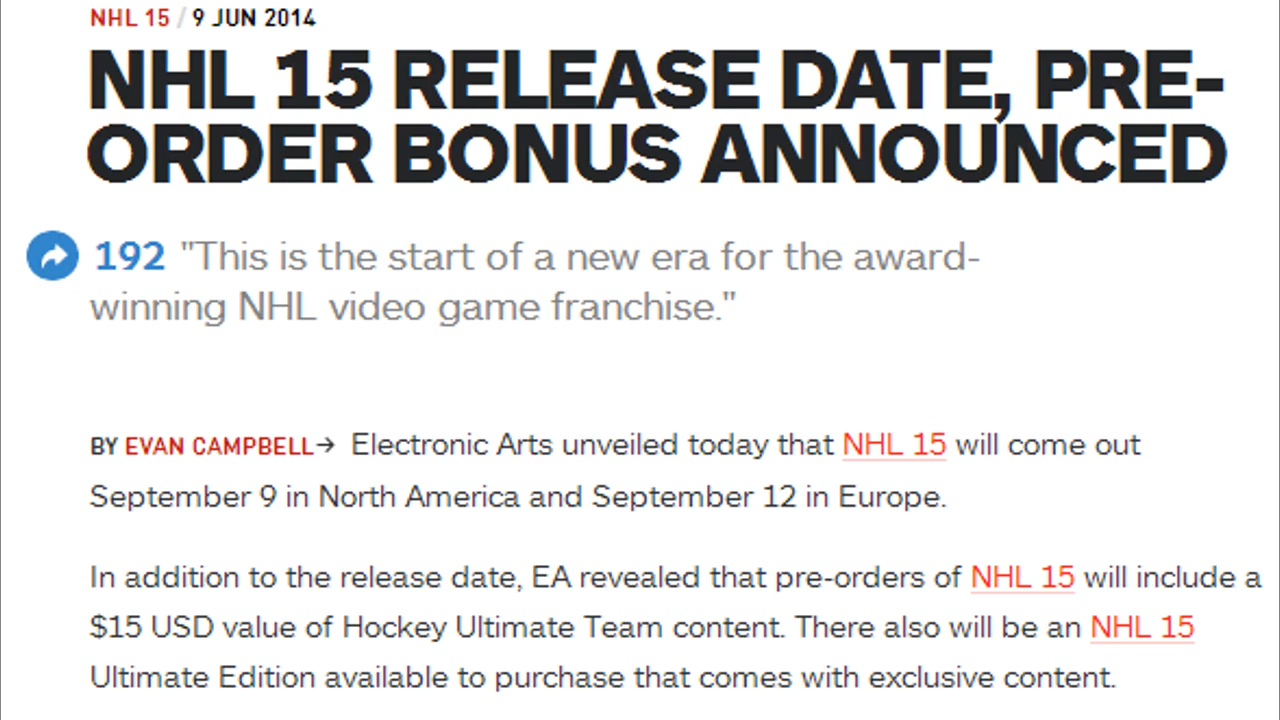 NHL 15 / 9 JUN 2014
NHL 15 RELEASE DATE, PRE-
ORDER BONUS ANNOUNCED
192 "This is the start of a new era for the award-
winning NHL video game franchise."
BY EVAN CAMPBELL→ Electronic Arts unveiled today that NHL 15 will come out
September 9 in North America and September 12 in Europe.
In addition to the release date, EA revealed that pre-orders of NHL 15 will include a
$15 USD value of Hockey Ultimate Team content. There also will be an NHL 15
Ultimate Edition available to purchase that comes with exclusive content.